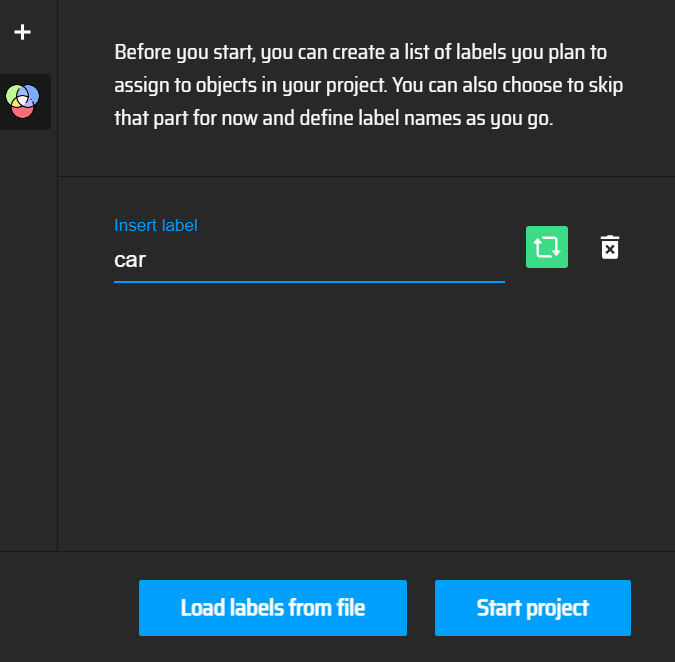 Before you start, you can create a list of labels you plan to
assign to objects in your project. You can also choose to skip
that part for now and define label names as you go.
Insert label
car
Load labels from file
Start project